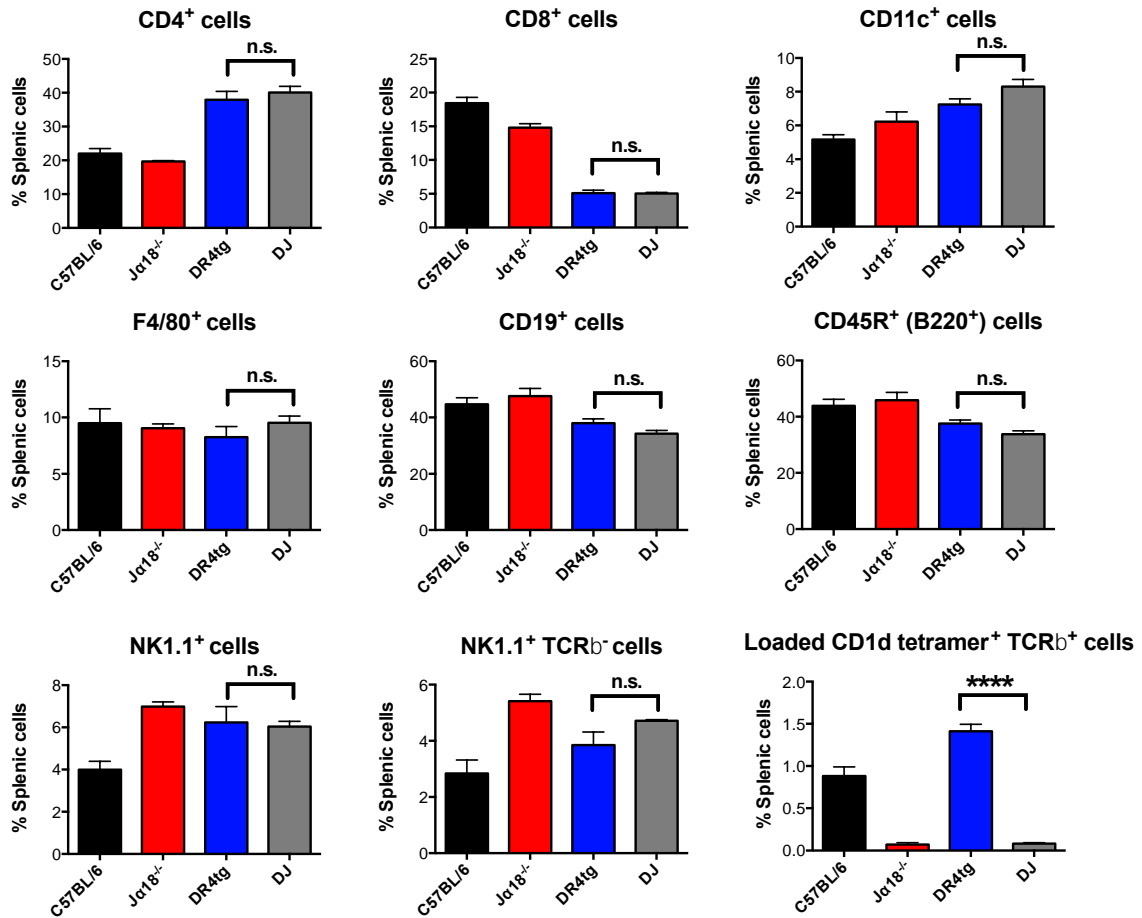 CD4+ cells
n.s.
% Splenic cells
50
40
30
20
10
0
C57BL/6
Jα18-/-
DR4tg
DJ
CD8+ cells
n.s.
% Splenic cells
25
20
15
10
5
0
C57BL/6
Jα18-/-
DR4tg
DJ
CD11c+ cells
n.s.
% Splenic cells
10
8
6
4
2
0
C57BL/6
Jα18-/-
DR4tg
DJ
F4/80+ cells
n.s.
% Splenic cells
15
10
5
0
C57BL/6
Jα18-/-
DR4tg
DJ
CD19+ cells
n.s.
% Splenic cells
60
40
20
0
C57BL/6
Jα18-/-
DR4tg
DJ
CD45R+ (B220+) cells
n.s.
% Splenic cells
60
40
20
0
C57BL/6
Jα18-/-
DR4tg
DJ
NK1.1+ cells
n.s.
% Splenic cells
8
6
4
2
0
C57BL/6
Jα18-/-
DR4tg
DJ
NK1.1+ TCRb- cells
n.s.
% Splenic cells
6
4
2
0
C57BL/6
Jα18-/-
DR4tg
DJ
Loaded CD1d tetramer+ TCRb+ cells
****
% Splenic cells
2.0
1.5
1.0
0.5
0.0
C57BL/6
Jα18-/-
DR4tg
DJ